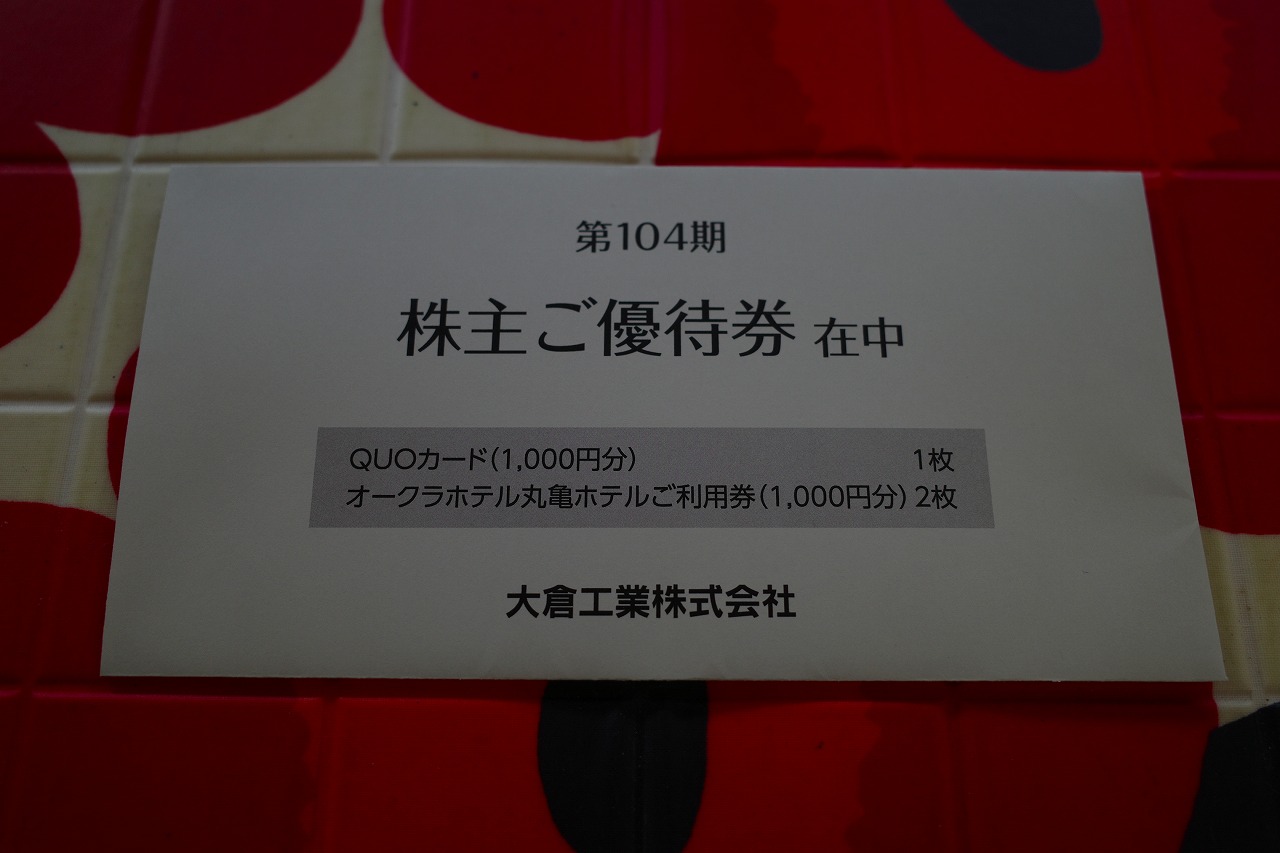 第104期
株主ご優待券 在中
QUOカード(1,000円分) 1枚
オークラホテル丸亀ホテルご利用券(1,000円分) 2枚
大倉工業株式会社